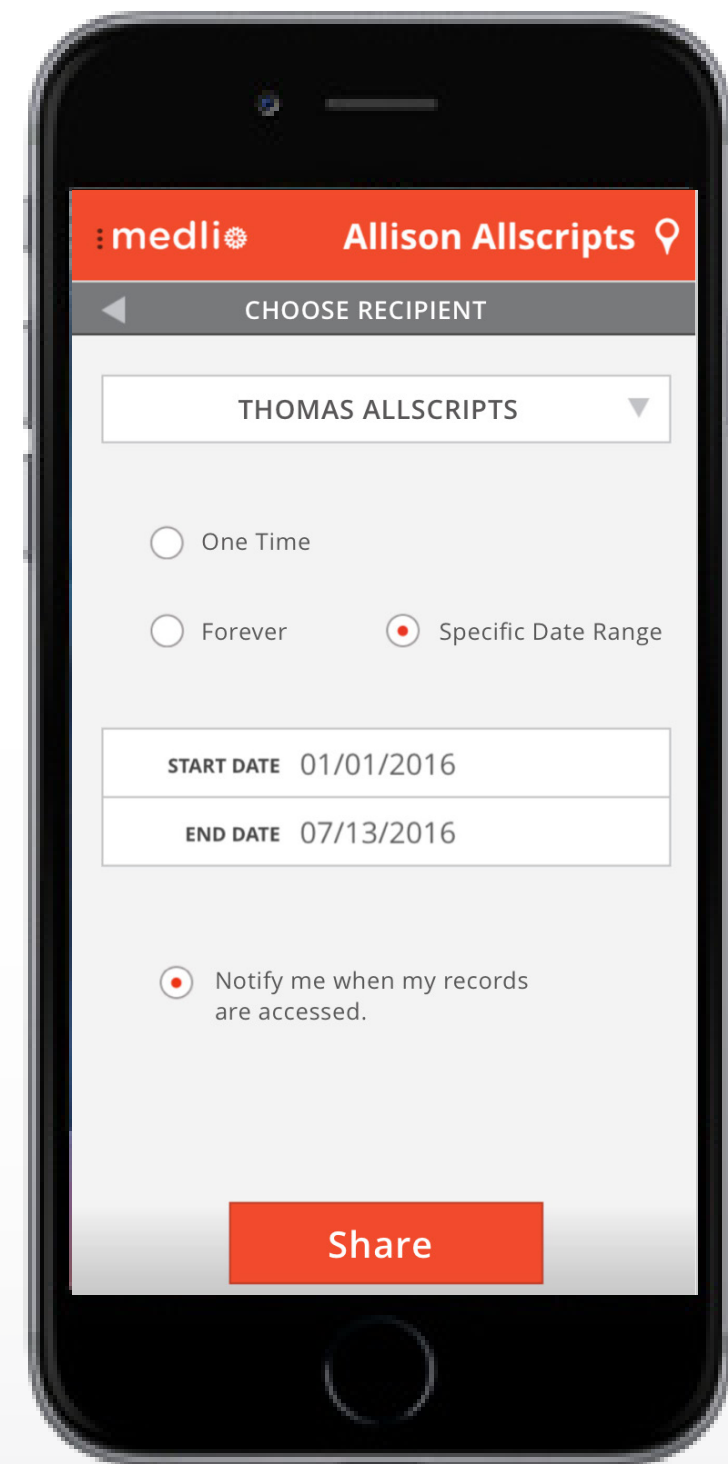 medlio
Allison Allscripts
CHOOSE RECIPIENT
THOMAS ALLSCRIPTS
One Time
Forever
Specific Date Range
START DATE 01/01/2016
END DATE 07/13/2016
Notify me when my records
are accessed.
Share